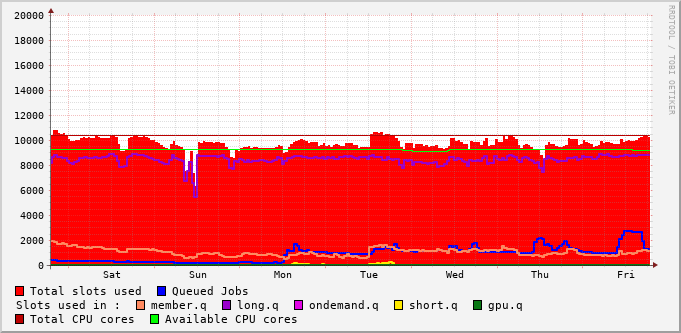 20000
18000
16000
14000
12000
10000
8000
6000
4000
2000
0
Sat Sun Mon Tue Wed Thu Fri
RRDTOOL / TOBI OETIKER
Total slots used Queued Jobs
Slots used in : member.q long.q ondemand.q short.q gpu.q
Total CPU cores Available CPU cores